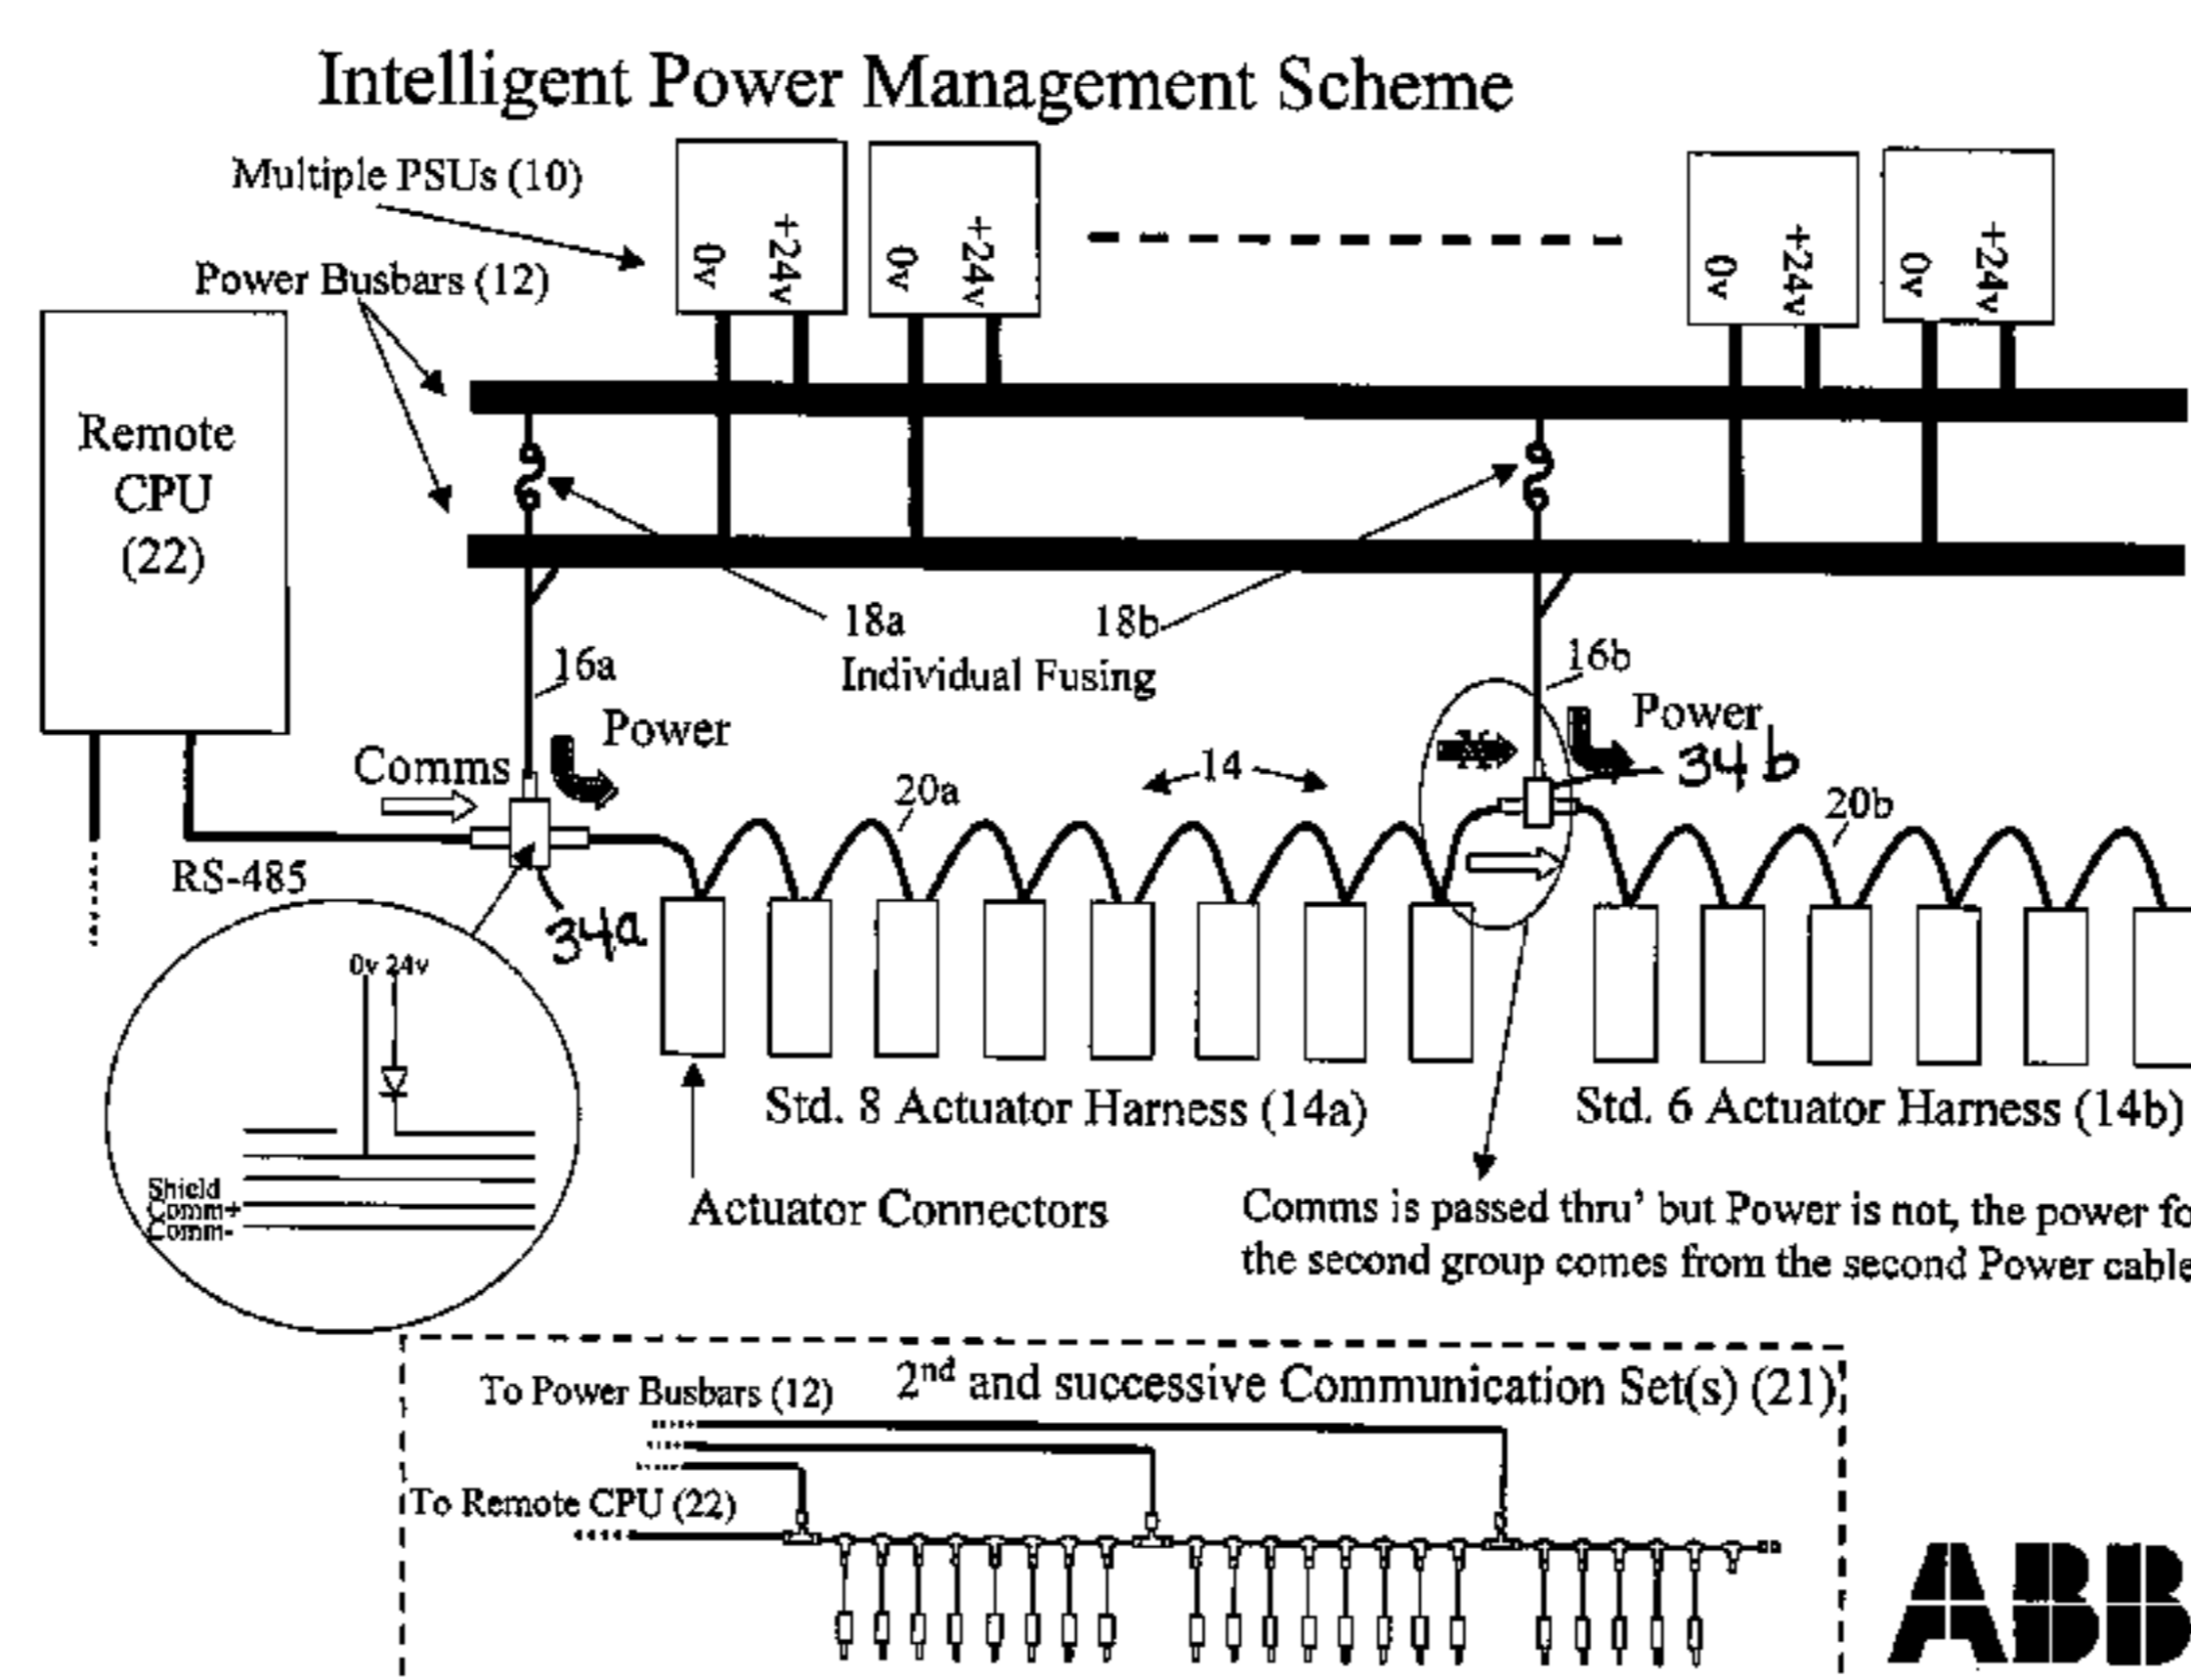 Intelligent Power Management Scheme
Multiple PSUs (10)
0v
+24v
0v
+24v
0v
+24v
0v
+24v
Power Busbars (12)
Remote
CPU
(22)
18a
18b
Individual Fusing
16a
16b
Power
Power
Comms
34b
14
20a
20b
RS-485
34a
0v 24v
Shield
Comm+
Comm-
Std. 8 Actuator Harness (14a)
Std. 6 Actuator Harness (14b)
Actuator Connectors
Comms is passed thru' but Power is not, the power fo
the second group comes from the second Power cable
2nd and successive Communication Set(s) (21)
To Power Busbars (12)
To Remote CPU (22)
ABB